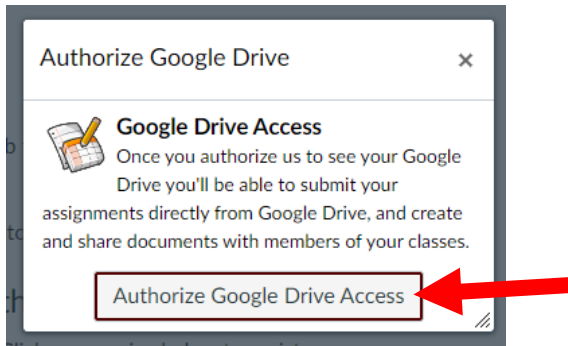 Authorize Google Drive ×
Google Drive Access
Once you authorize us to see your Google
Drive you'll be able to submit your
assignments directly from Google Drive, and create
and share documents with members of your classes.
Authorize Google Drive Access